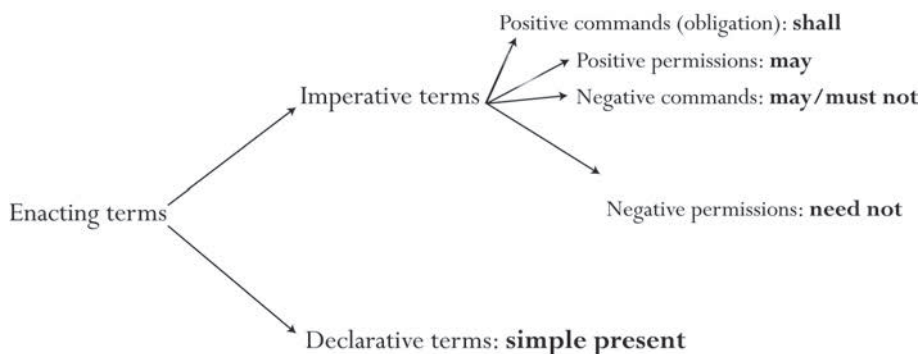 Positive commands (obligation): shall
Positive permissions: may
Imperative terms
Negative commands: may/must not
Enacting terms
Negative permissions: need not
Declarative terms: simple present